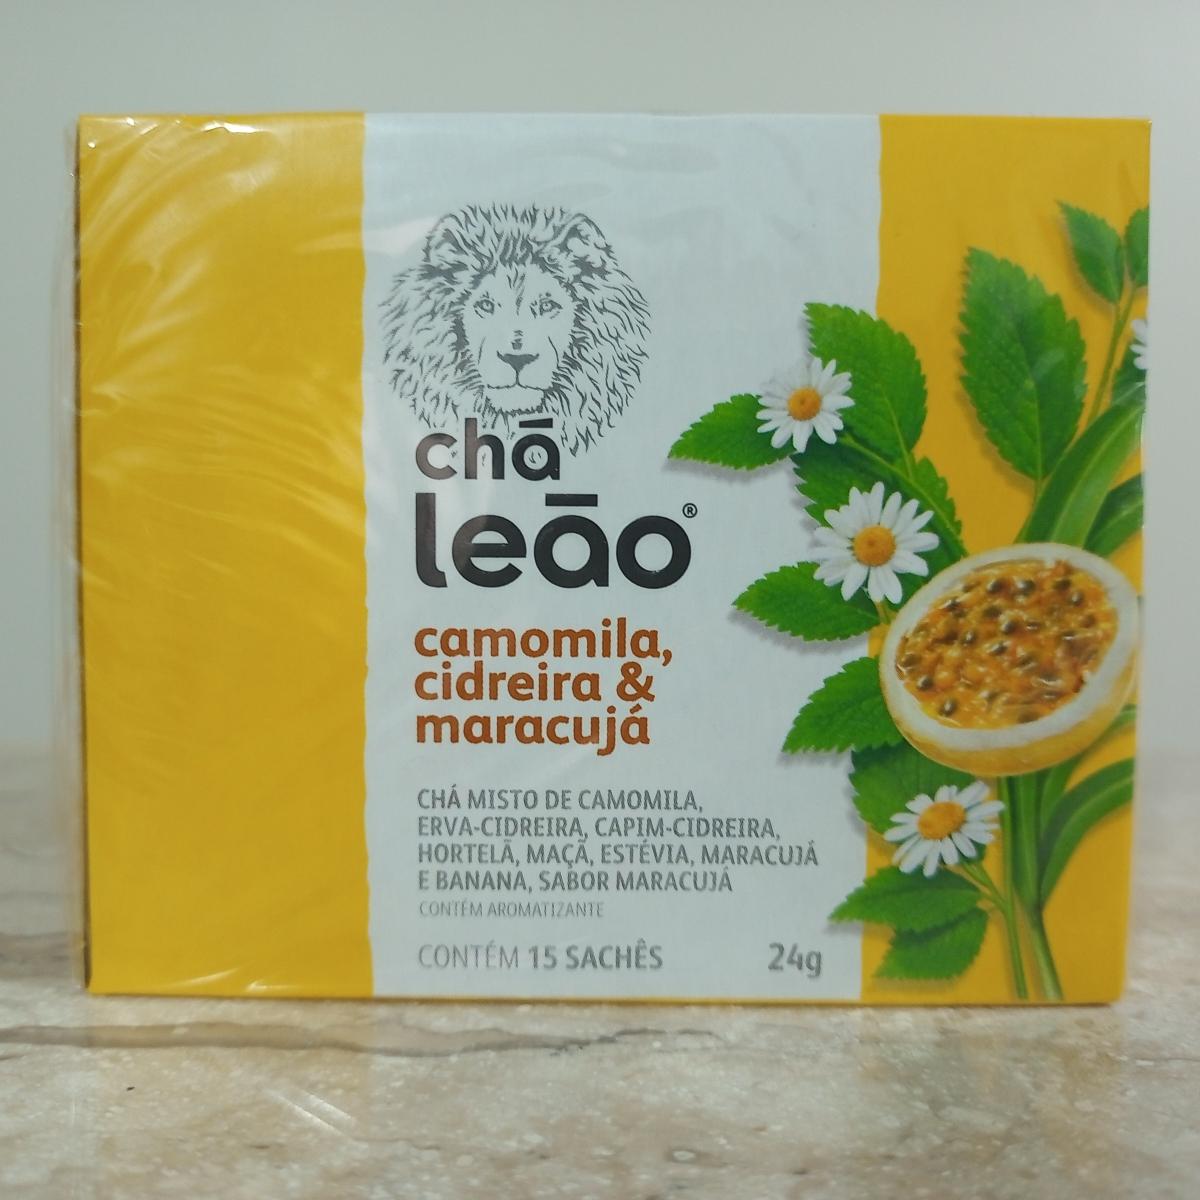 chá
leão®
camomila,
cidreira &
maracujá
CHÁ MISTO DE CAMOMILA,
ERVA-CIDREIRA, CAPIM-CIDREIRA,
HORTELÃ, MAÇÃ, ESTÉVIA, MARACUJÁ
E BANANA, SABOR MARACUJÁ
CONTÉM AROMATIZANTE
CONTÉM 15 SACHÊS 24g